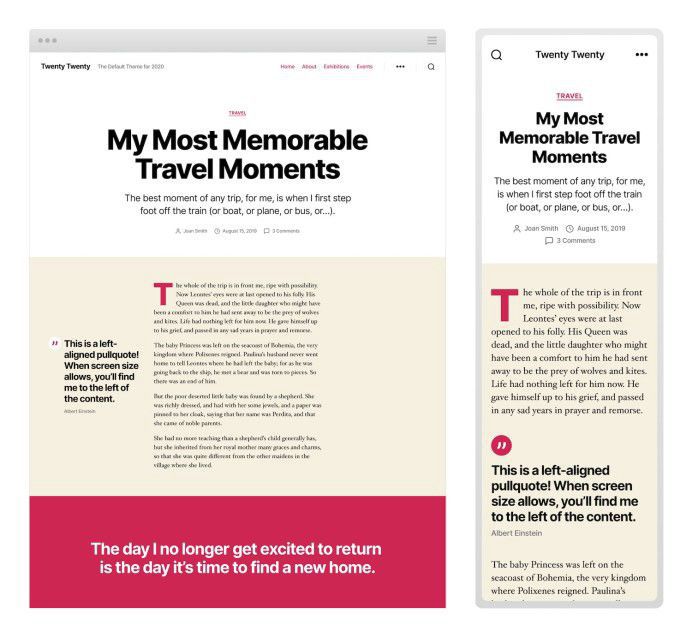 Twenty Twenty The Default Theme for 2020 Home About Exhibitions Events
TRAVEL
My Most Memorable
Travel Moments
The best moment of any trip, for me, is when I first step
foot off the train (or boat, or plane, or bus, or...).
Joan Smith August 15, 2019 3 Comments
The whole of the trip is in front me, ripe with possibility.
Now Leontes' eyes were at last opened to his folly. His
Queen was dead, and the little daughter who might have
been a comfort to him he had sent away to be the prey of wolves
and kites. Life had nothing left for him now. He gave himself up
to his grief, and passed in any sad years in prayer and remorse.
" This is a left-
aligned pullquote!
When screen
size allows, you'll find
me to the left of
the content.
Albert Einstein
The baby Princess was left on the seacoast of Bohemia, the very
kingdom where Polixenes reigned. Paulina's husband never went
home to tell Leontes where he had left the baby; for as he was
going back to the ship, he met a bear and was torn to pieces. So
there was an end of him.
But the poor deserted little baby was found by a shepherd. She
was richly dressed, and had with her some jewels, and a paper was
pinned to her cloak, saying that her name was Perdita, and that
she came of noble parents.
She had no more teaching than a shepherd's child generally has,
but she inherited from her royal mother many graces and charms,
so that she was quite different from the other maidens in the
village where she lived.
The day I no longer get excited to return
is the day it's time to find a new home.
Twenty Twenty
TRAVEL
My Most
Memorable Travel
Moments
The best moment of any trip, for me,
is when I first step foot off the train
(or boat, or plane, or bus, or...).
Joan Smith August 15, 2019
3 Comments
The whole of the trip is in front
me, ripe with possibility. Now
Leontes' eyes were at last
opened to his folly. His Queen was
dead, and the little daughter who might
have been a comfort to him he had sent
away to be the prey of wolves and kites.
Life had nothing left for him now. He
gave himself up to his grief, and passed
in any sad years in prayer and remorse.
"
This is a left-aligned
pullquote! When screen
size allows, you'll find me
to the left of the content.
Albert Einstein
The baby Princess was left on the
seacoast of Bohemia, the very kingdom
where Polixenes reigned. Paulina's